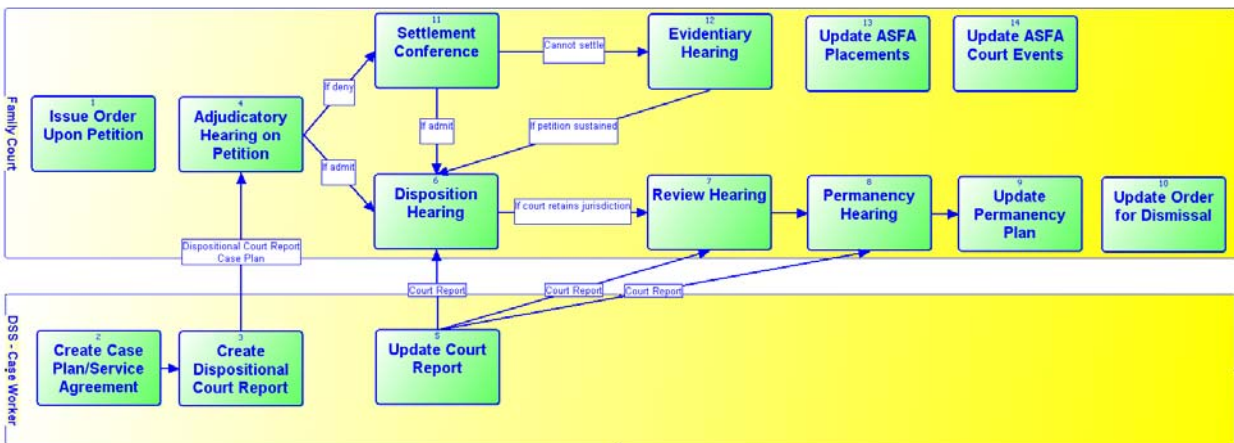 Family Court
1
Issue Order
Upon Petition
4
Adjudicatory
Hearing on
Petition
If deny
If admit
11
Settlement
Conference
Cannot settle
12
Evidentiary
Hearing
13
Update ASFA
Placements
14
Update ASFA
Court Events
If admit
If petition sustained
6
Disposition
Hearing
If court retains jurisdiction
7
Review Hearing
8
Permanency
Hearing
9
Update
Permanency
Plan
10
Update Order
for Dismissal
Dispositional Court Report
Case Plan
Court Report
Court Report
Court Report
DSS - Case Worker
2
Create Case
Plan/Service
Agreement
3
Create
Dispositional
Court Report
5
Update Court
Report